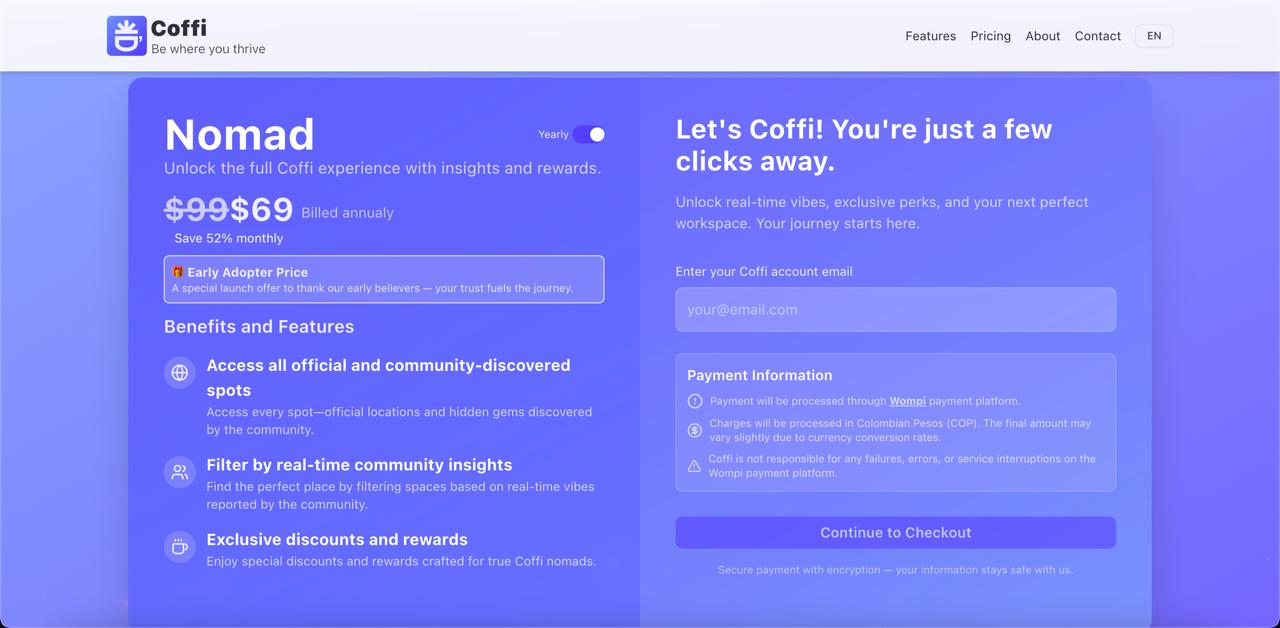 Coffi
Be where you thrive
Features
Pricing
About
Contact
EN
Nomad
Yearly
Unlock the full Coffi experience with insights and rewards.
$99$69 Billed annualy
Save 52% monthly
🎁 Early Adopter Price
A special launch offer to thank our early believers — your trust fuels the journey.
Benefits and Features
Access all official and community-discovered
spots
Access every spot—official locations and hidden gems discovered
by the community.
Filter by real-time community insights
Find the perfect place by filtering spaces based on real-time vibes
reported by the community.
Exclusive discounts and rewards
Enjoy special discounts and rewards crafted for true Coffi nomads.
Let's Coffi! You're just a few
clicks away.
Unlock real-time vibes, exclusive perks, and your next perfect
workspace. Your journey starts here.
Enter your Coffi account email
your@email.com
Payment Information
Payment will be processed through Wompi payment platform.
Charges will be processed in Colombian Pesos (COP). The final amount may
vary slightly due to currency conversion rates.
Coffi is not responsible for any failures, errors, or service interruptions on the
Wompi payment platform.
Continue to Checkout
Secure payment with encryption — your information stays safe with us.